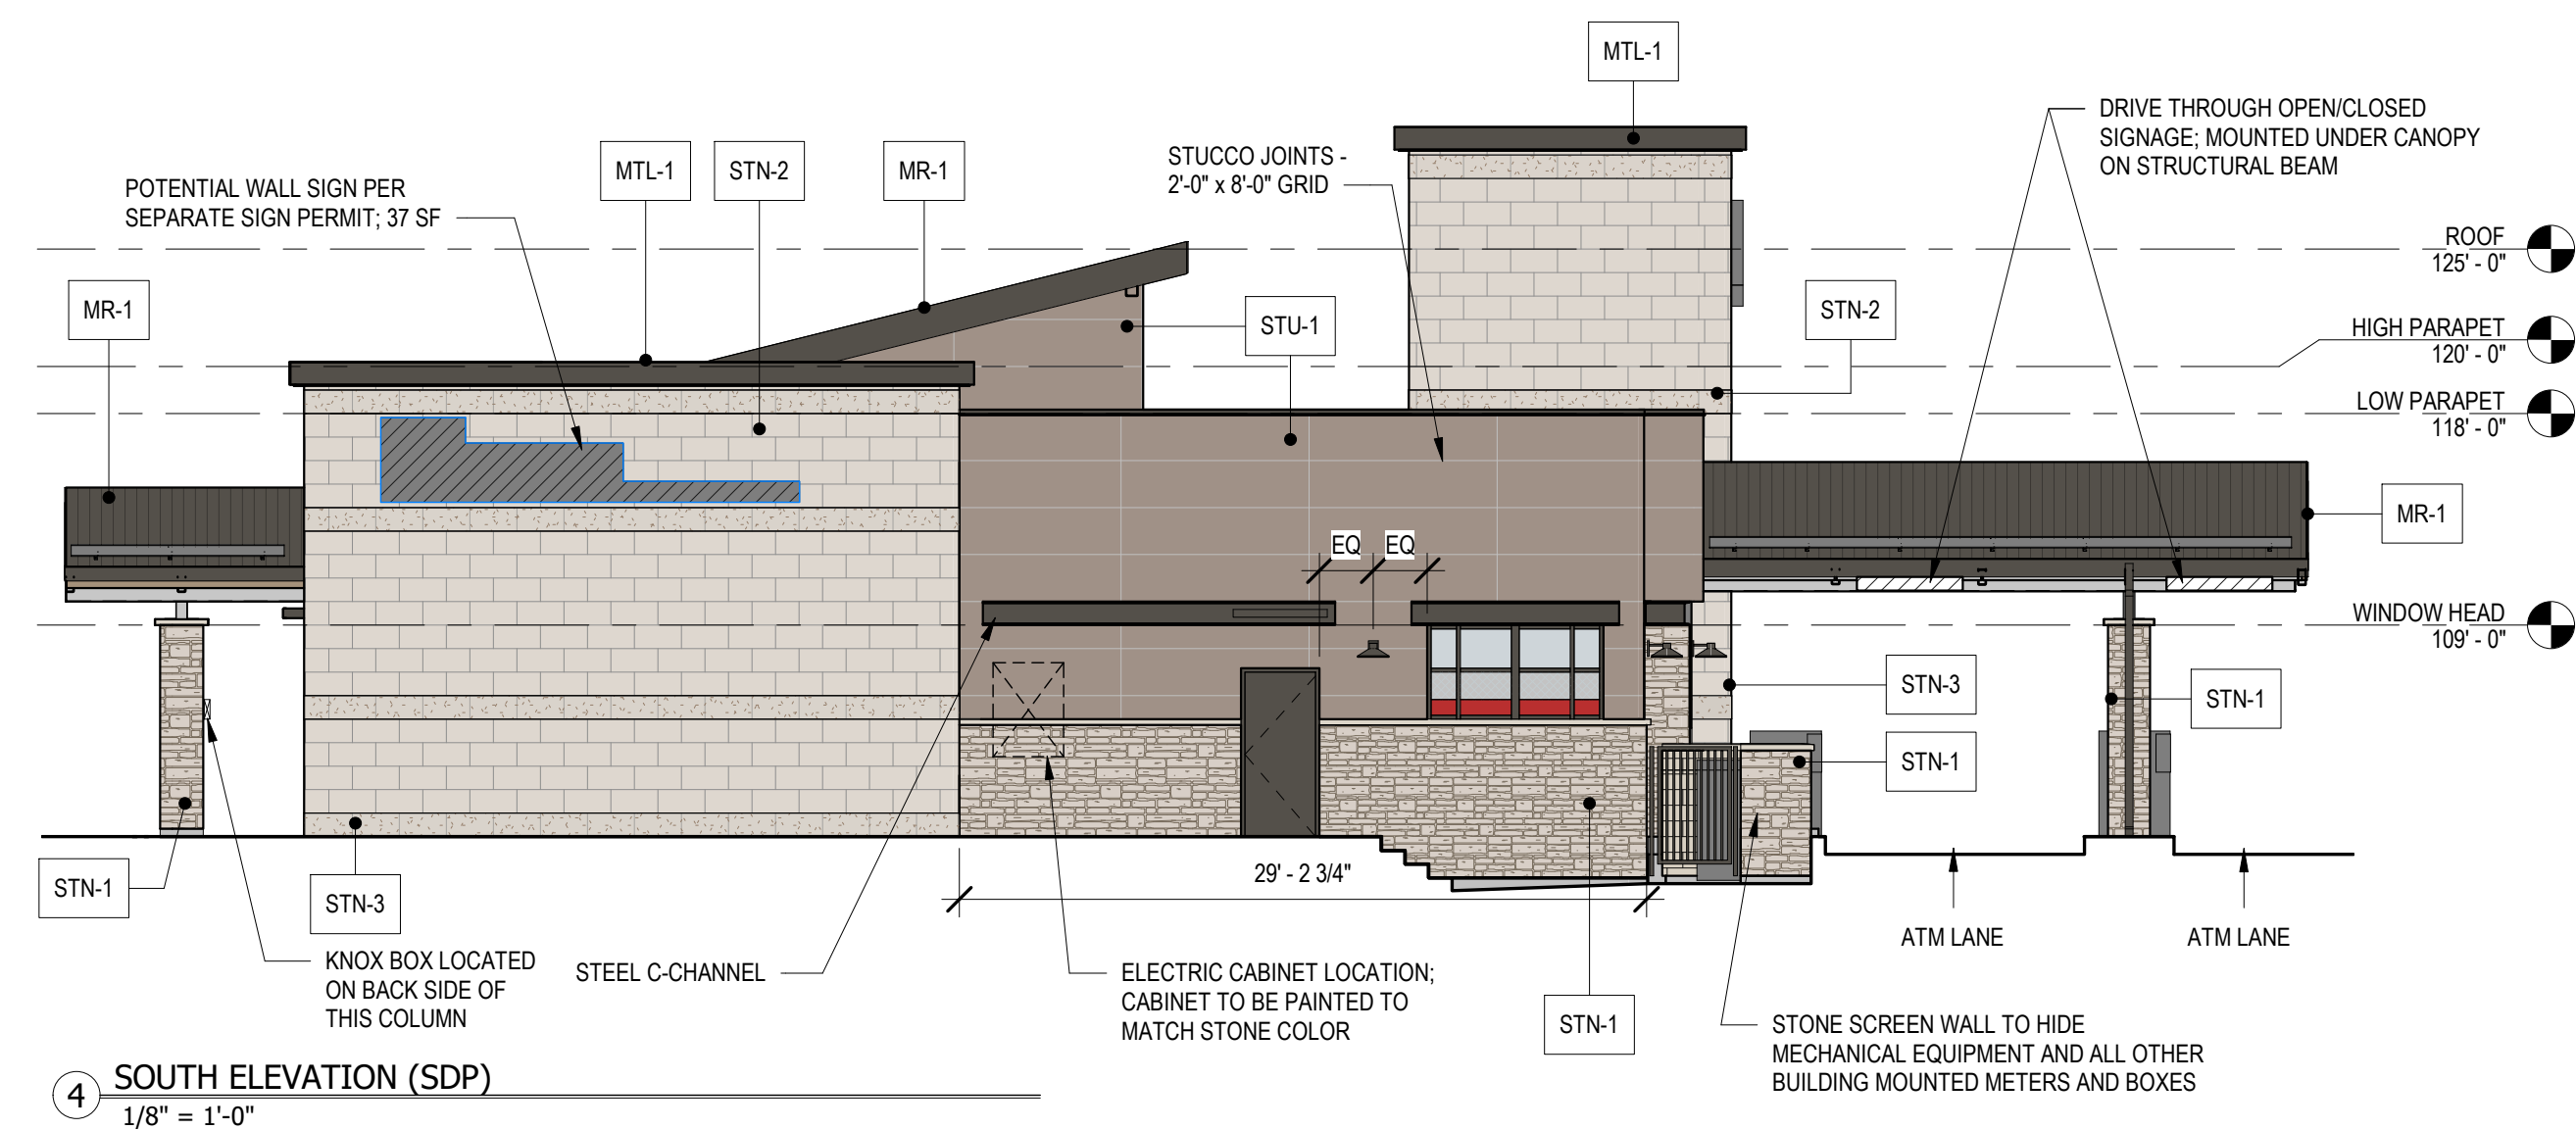 MTL-1
DRIVE THROUGH OPEN/CLOSED
SIGNAGE; MOUNTED UNDER CANOPY
ON STRUCTURAL BEAM
STUCCO JOINTS -
2'-0" x 8'-0" GRID
MTL-1
STN-2
MR-1
POTENTIAL WALL SIGN PER
SEPARATE SIGN PERMIT; 37 SF
ROOF
125' - 0"
MR-1
STU-1
STN-2
HIGH PARAPET
120' - 0"
LOW PARAPET
118' - 0"
MR-1
EQ
EQ
WINDOW HEAD
109' - 0"
STN-3
STN-1
STN-1
STN-1
STN-3
29' - 2 3/4"
ATM LANE
ATM LANE
KNOX BOX LOCATED
ON BACK SIDE OF
THIS COLUMN
STEEL C-CHANNEL
ELECTRIC CABINET LOCATION;
CABINET TO BE PAINTED TO
MATCH STONE COLOR
STN-1
STONE SCREEN WALL TO HIDE
MECHANICAL EQUIPMENT AND ALL OTHER
BUILDING MOUNTED METERS AND BOXES
4
SOUTH ELEVATION (SDP)
1/8" = 1'-0"